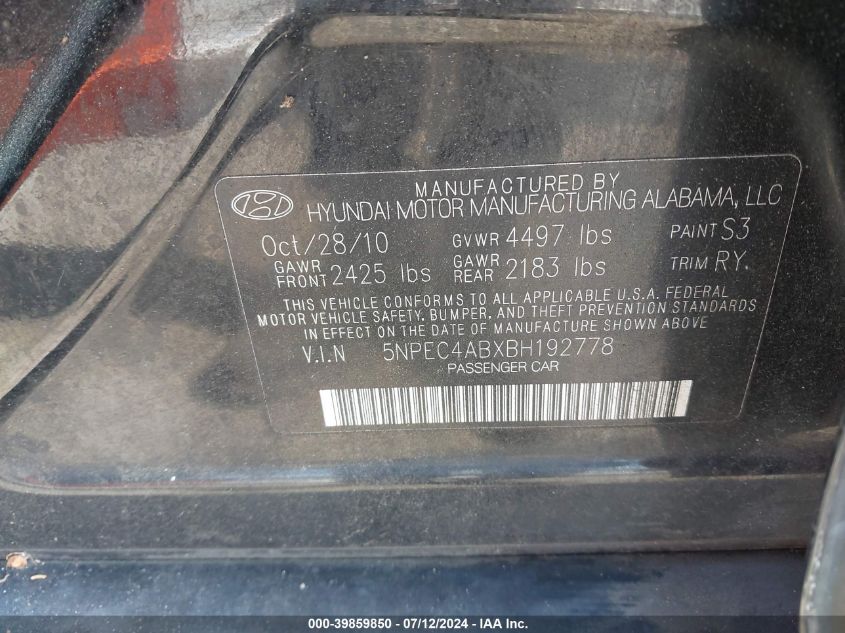 MANUFACTURED BY
HYUNDAI MOTOR MANUFACTURING ALABAMA, LLC
Oct/28/10 GVWR 4497 lbs PAINT S3
GAWR FRONT 2425 lbs GAWR REAR 2183 lbs TRIM RY.
THIS VEHICLE CONFORMS TO ALL APPLICABLE U.S.A. FEDERAL
MOTOR VEHICLE SAFETY, BUMPER, AND THEFT PREVENTION STANDARDS
IN EFFECT ON THE DATE OF MANUFACTURE SHOWN ABOVE
V.I.N 5NPEC4ABXBH192778
PASSENGER CAR
000-39859850 - 07/12/2024 - IAA Inc.